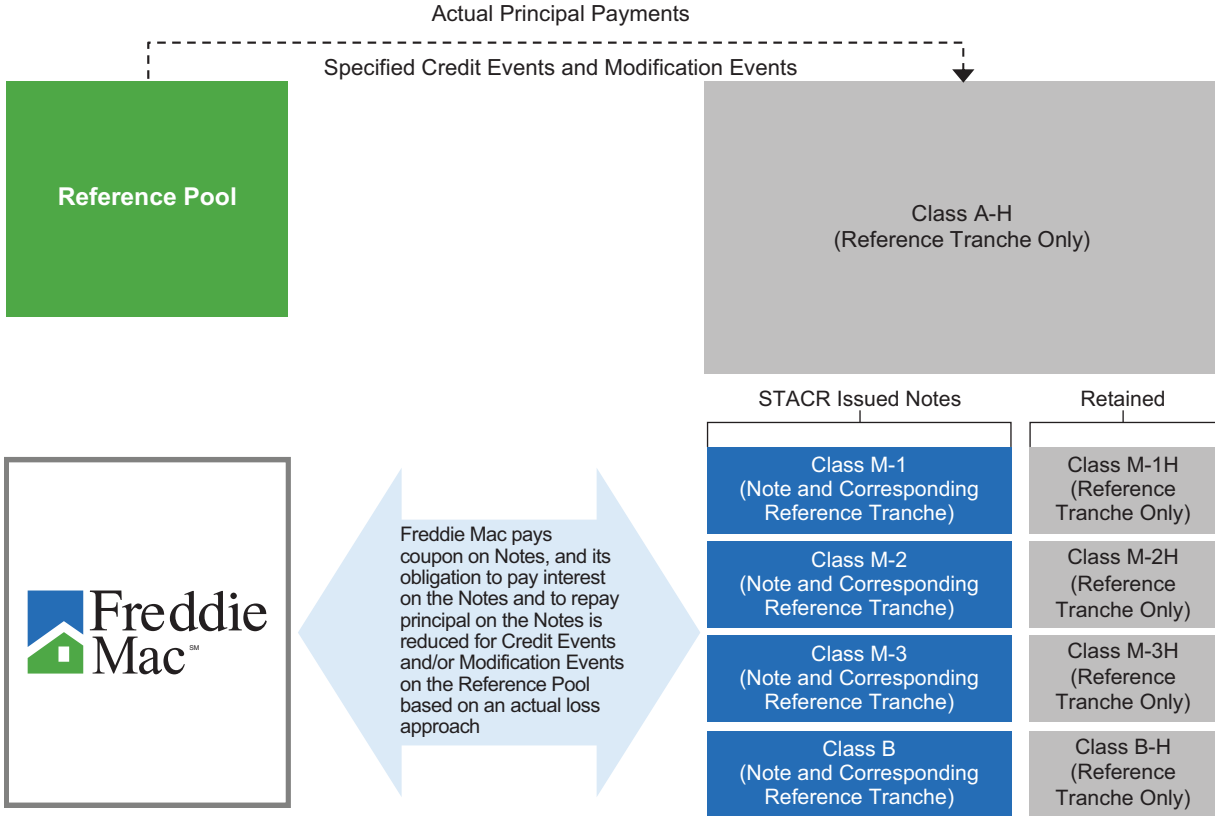 Actual Principal Payments
Specified Credit Events and Modification Events
Reference Pool
Class A-H
(Reference Tranche Only)
STACR Issued Notes
Retained
Class M-1
(Note and Corresponding
Reference Tranche)
Class M-1H
(Reference
Tranche Only)
Class M-2
(Note and Corresponding
Reference Tranche)
Class M-2H
(Reference
Tranche Only)
Class M-3
(Note and Corresponding
Reference Tranche)
Class M-3H
(Reference
Tranche Only)
Class B
(Note and Corresponding
Reference Tranche)
Class B-H
(Reference
Tranche Only)
Freddie Mac pays
coupon on Notes, and its
obligation to pay interest
on the Notes and to repay
principal on the Notes is
reduced for Credit Events
and/or Modification Events
on the Reference Pool
based on an actual loss
approach
Freddie
Mac℠